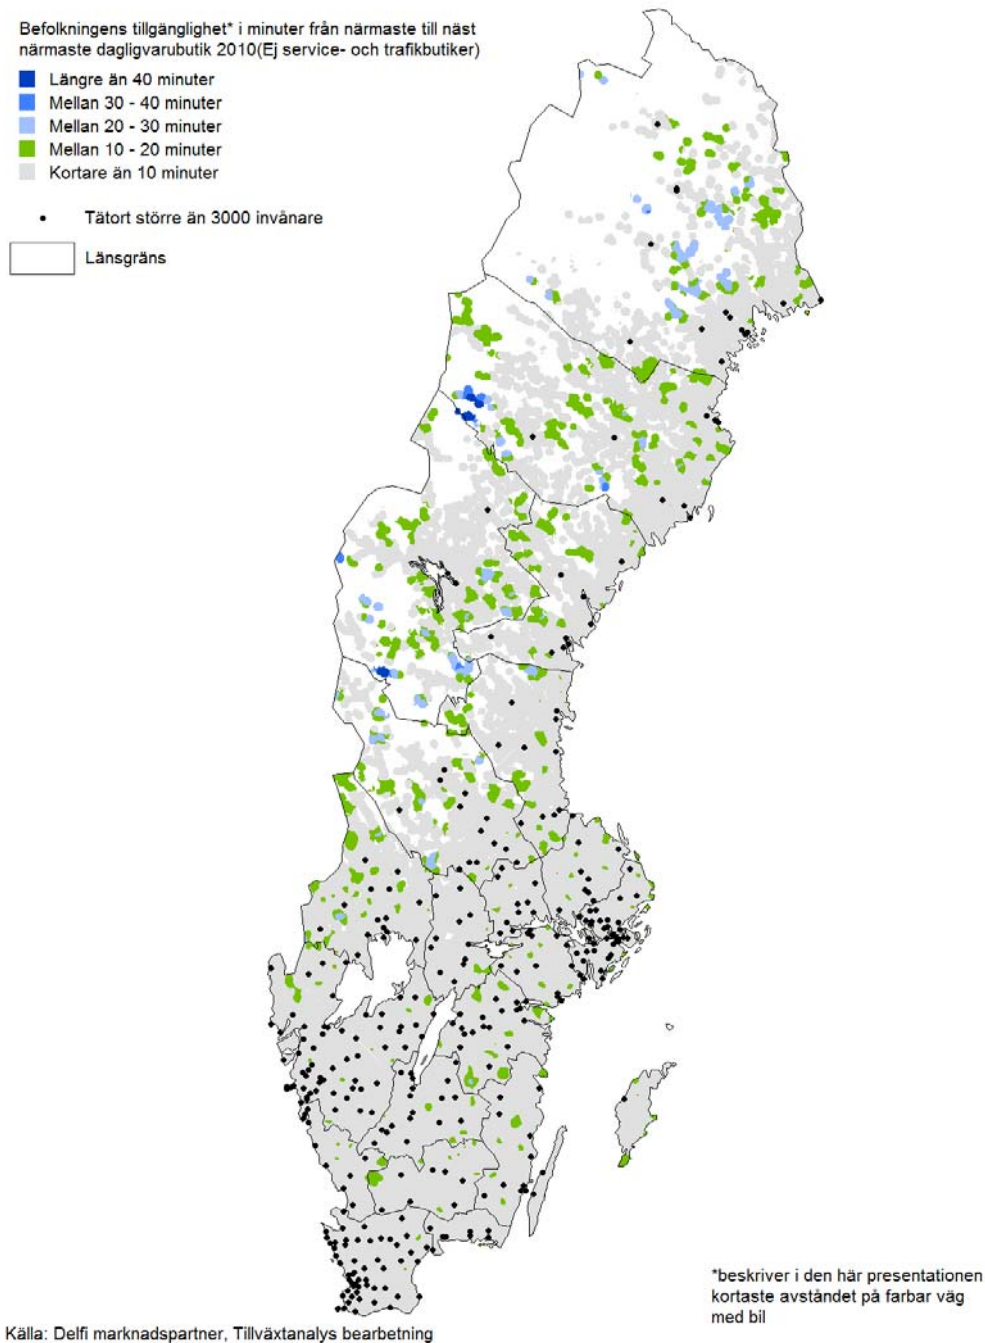 Befolkningens tillgänglighet* i minuter från närmaste till näst
närmaste dagligvarubutik 2010(Ej service- och trafikbutiker)
Längre än 40 minuter
Mellan 30 - 40 minuter
Mellan 20 - 30 minuter
Mellan 10 - 20 minuter
Kortare än 10 minuter
Tätort större än 3000 invånare
Länsgräns
*beskriver i den här presentationen
kortaste avståndet på farbar väg
med bil
Källa: Delfi marknadspartner, Tillväxtanalys bearbetning